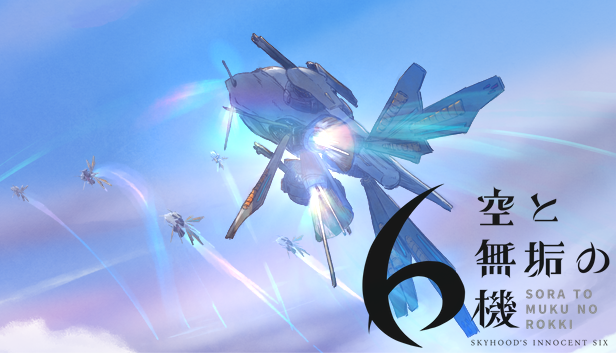 空と
無垢の
6機
SORA TO
MUKU NO
ROKKI
SKYHOOD'S INNOCENT SIX